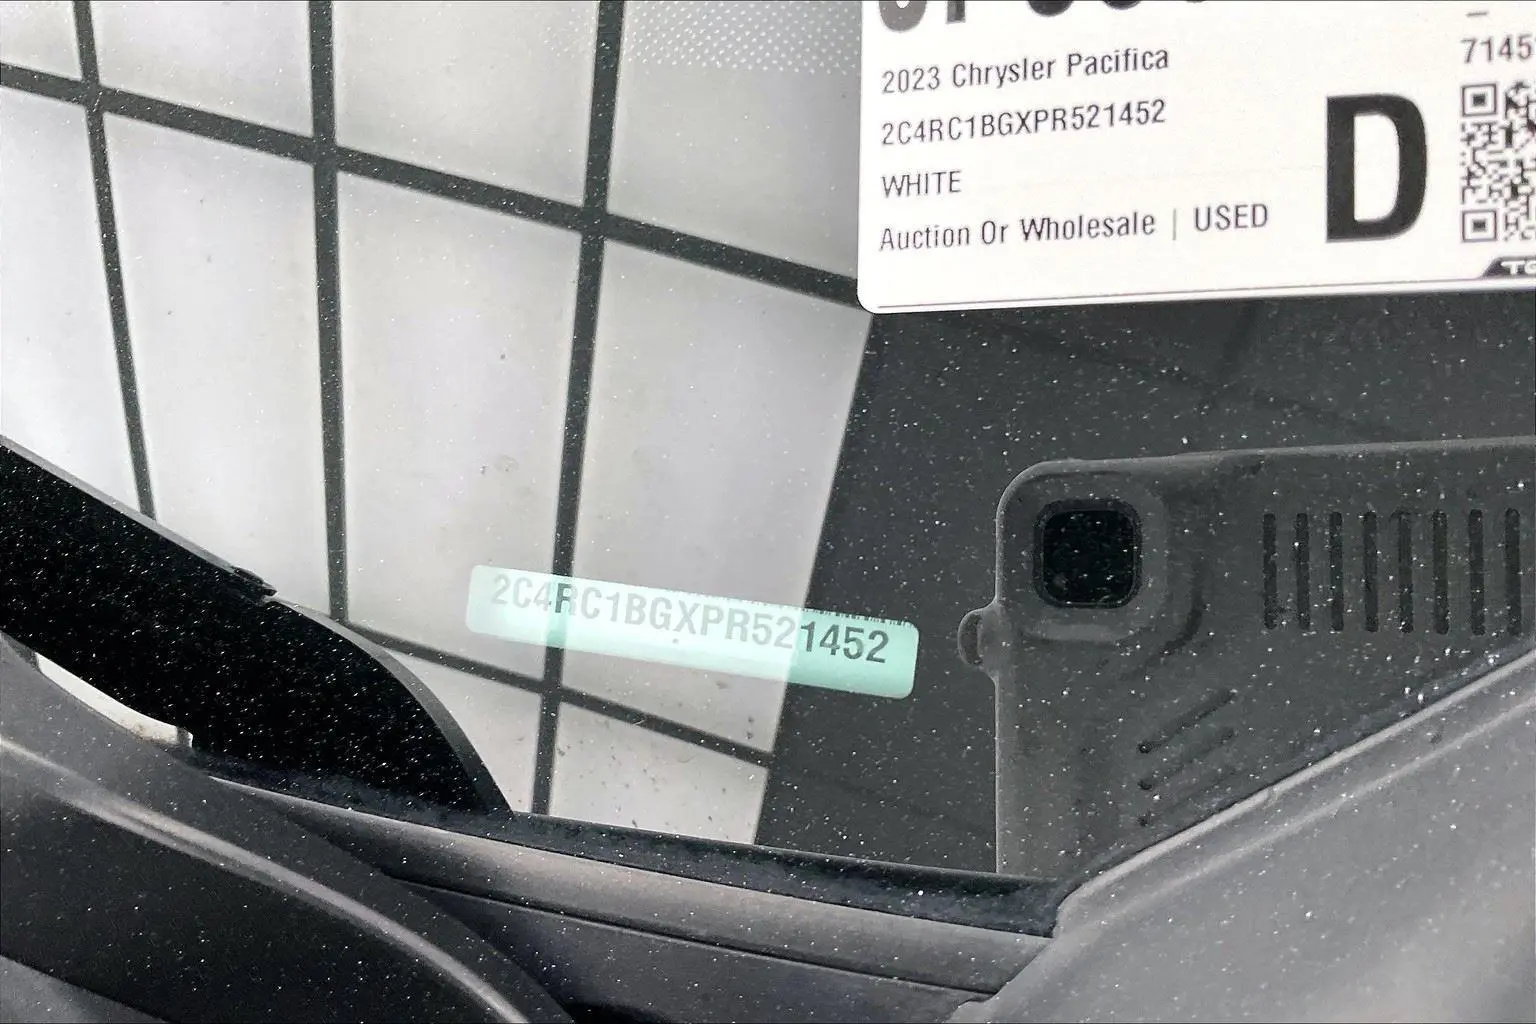 2023 Chrysler Pacifica
7145
2C4RC1BGXPR521452
WHITE
D
Auction Or Wholesale | USED
2C4RC1BGXPR521452